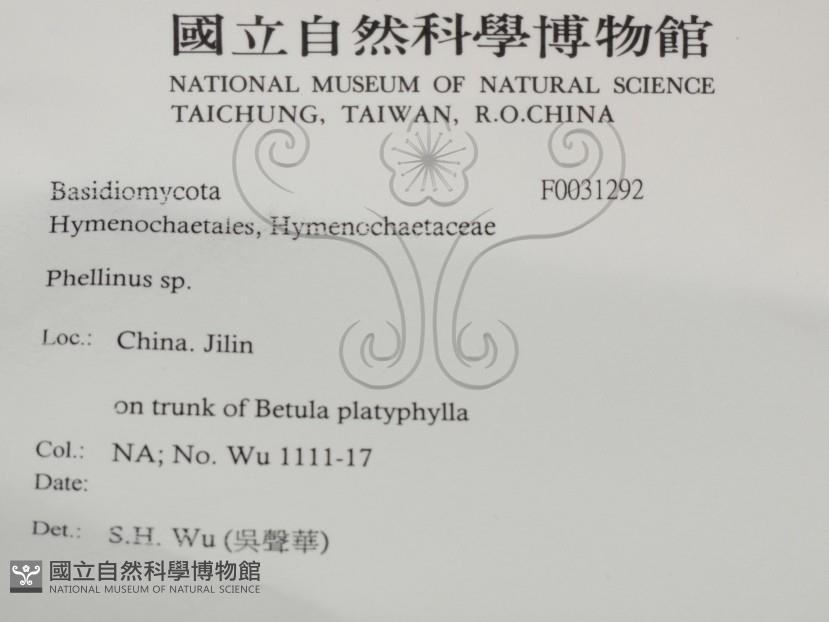 國立自然科學博物館
NATIONAL MUSEUM OF NATURAL SCIENCE
TAICHUNG, TAIWAN, R.O.CHINA
Basidiomycota F0031292
Hymenochaetales, Hymenochaetaceae
Phellinus sp.
Loc.: China. Jilin
on trunk of Betula platyphylla
Col.: NA; No. Wu 1111-17
Date:
Det.: S.H. Wu (吳聲華)
國立自然科學博物館
NATIONAL MUSEUM OF NATURAL SCIENCE